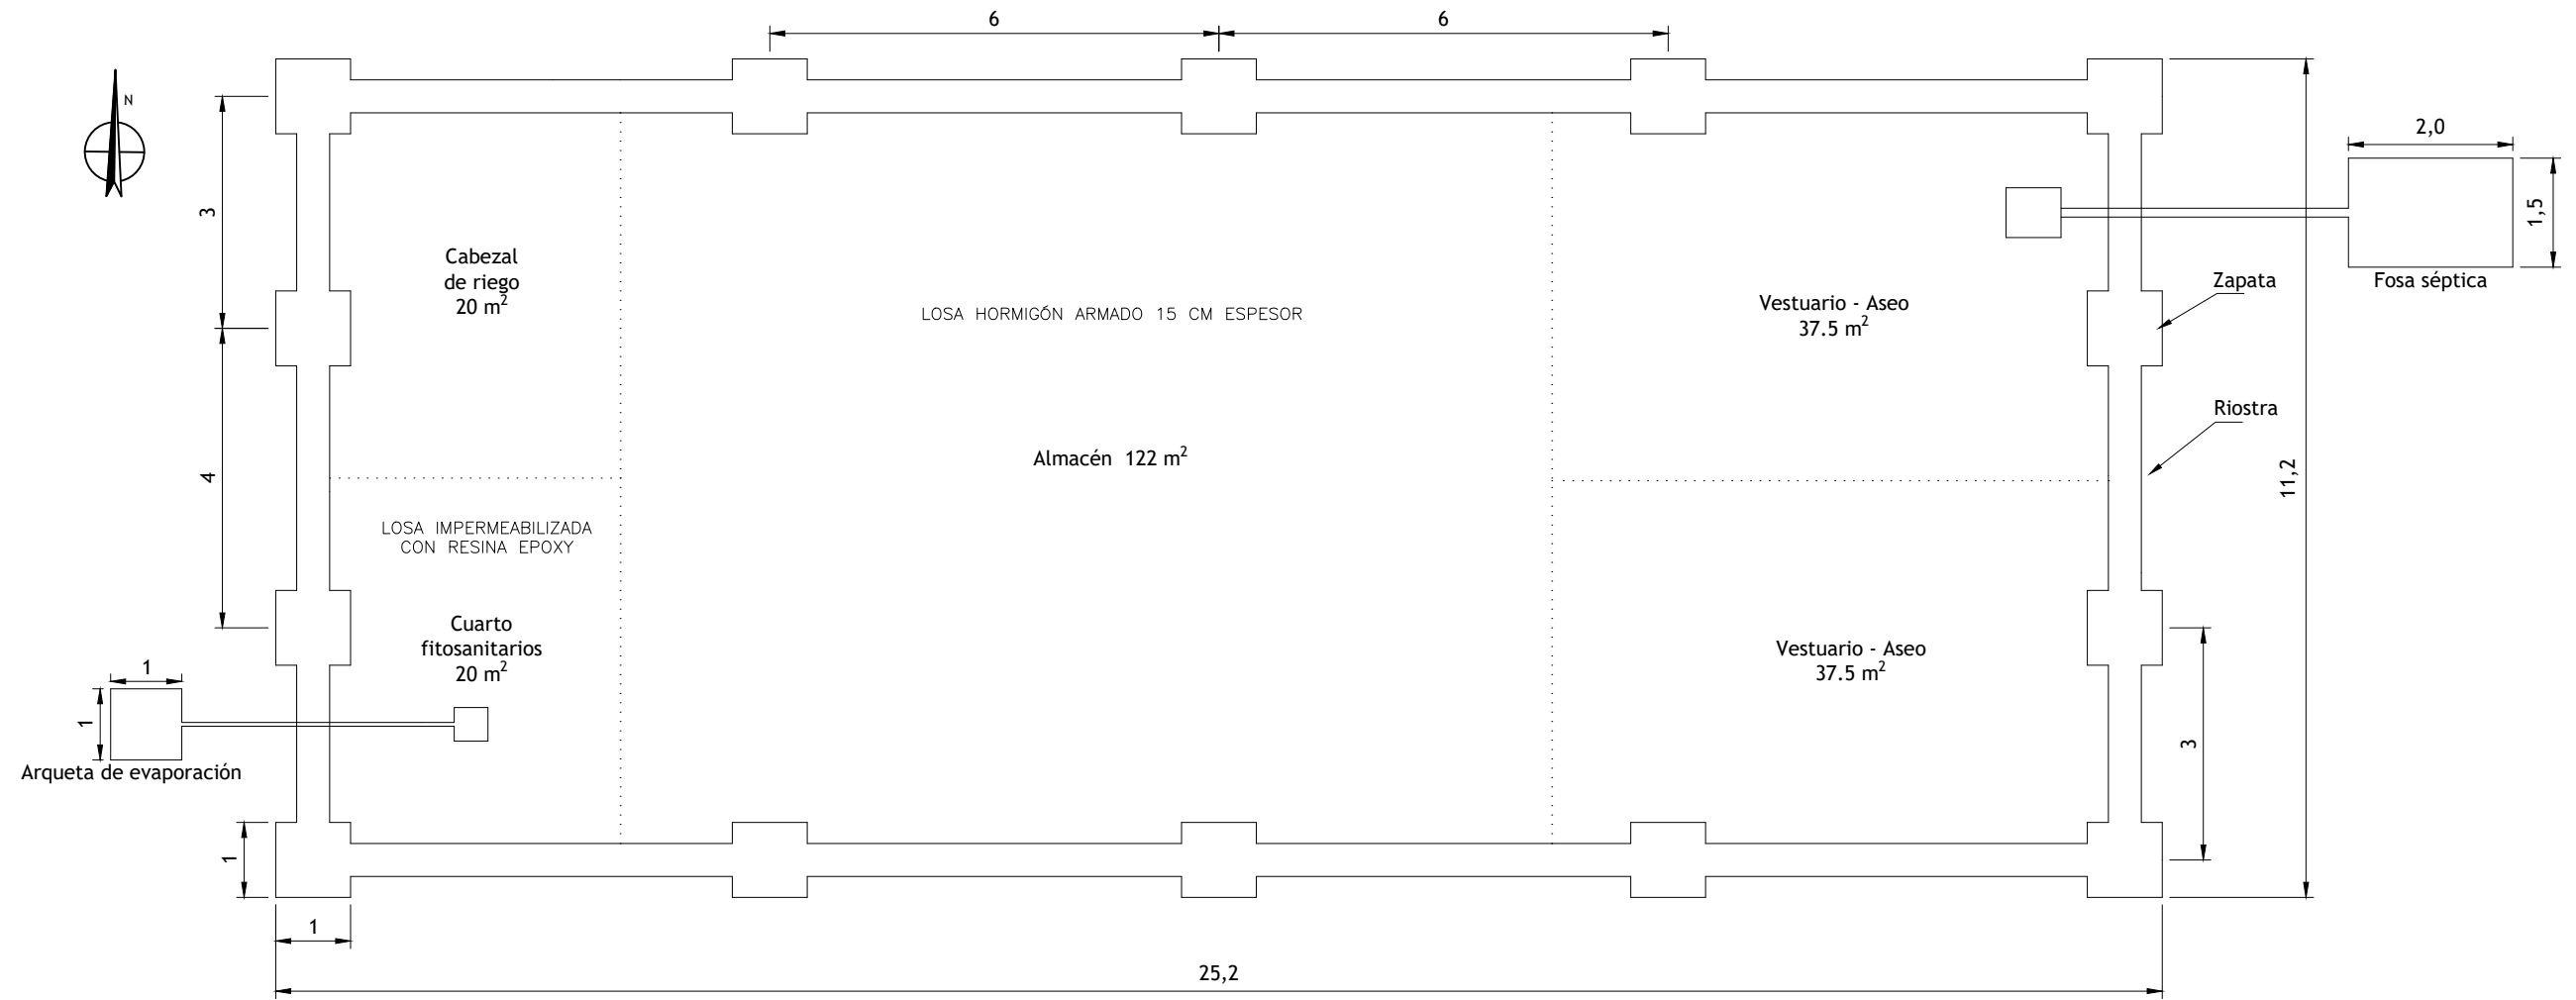 6
6
N
2,0
3
1,5
Cabezal
de riego
20 m²
LOSA HORMIGÓN ARMADO 15 CM ESPESOR
Vestuario - Aseo
37.5 m²
Zapata
Fosa séptica
Riostra
Almacén 122 m²
4
11,2
LOSA IMPERMEABILIZADA
CON RESINA EPOXY
Cuarto
fitosanitarios
20 m²
Vestuario - Aseo
37.5 m²
1
1
Arqueta de evaporación
3
1
1
25,2